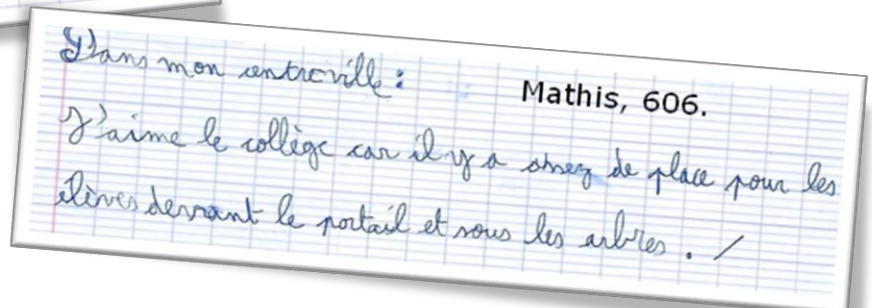 Dans mon centreville :
Mathis, 606.
J'aime le collège car il y a assez de place pour les
élèves devant le portail et sous les arbres . /